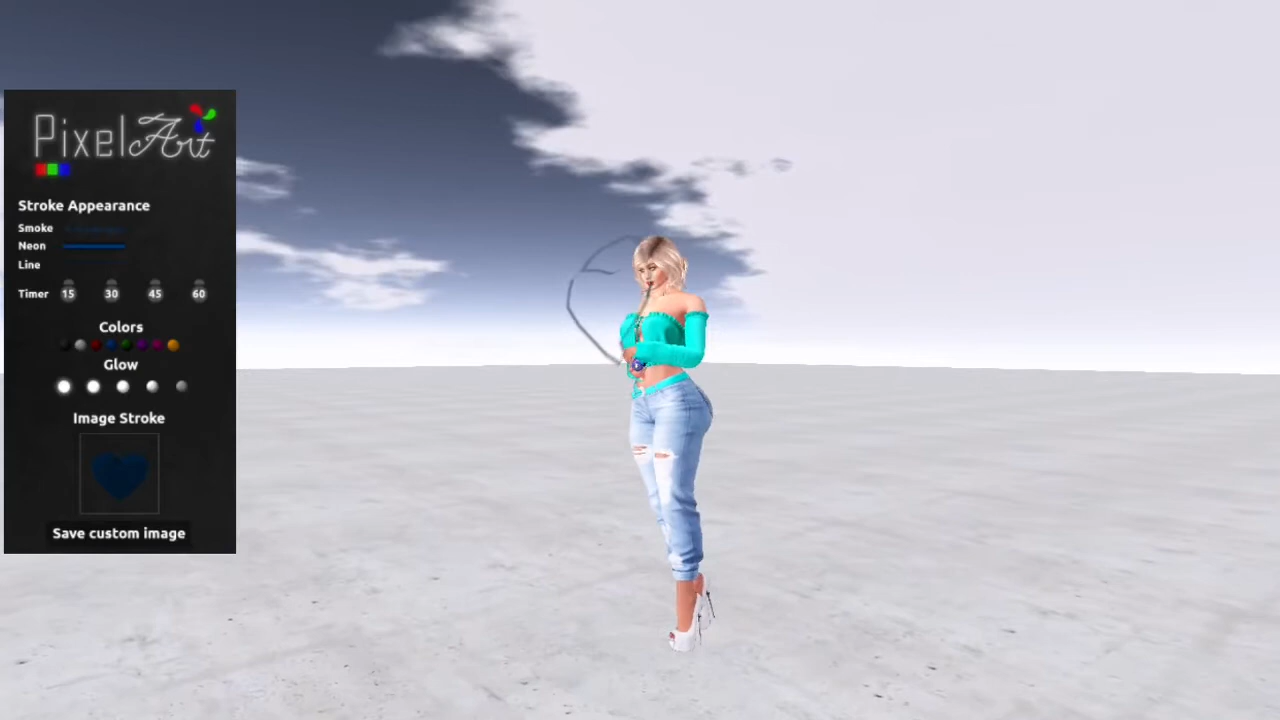 PixelArt
Stroke Appearance
Smoke
Neon
Line
Timer 15 30 45 60
Colors
Glow
Image Stroke
Save custom image